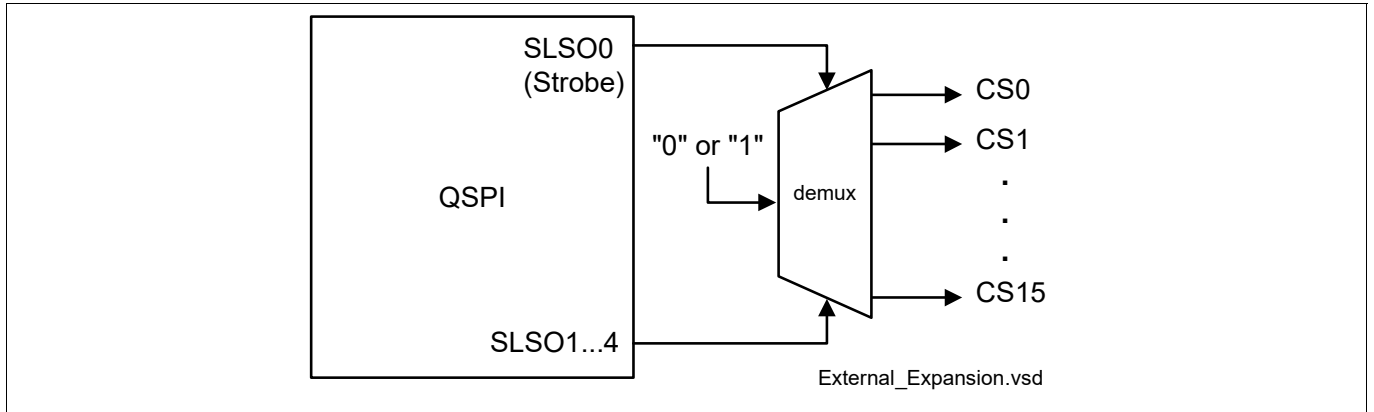 SLSO0
(Strobe)
CS0
CS1
"0" or "1"
demux
QSPI
.
.
.
CS15
SLSO1...4
External_Expansion.vsd